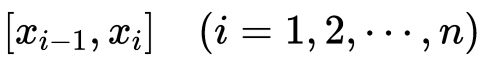 [x_{i-1}, x_i] (i = 1, 2, ⋯, n)